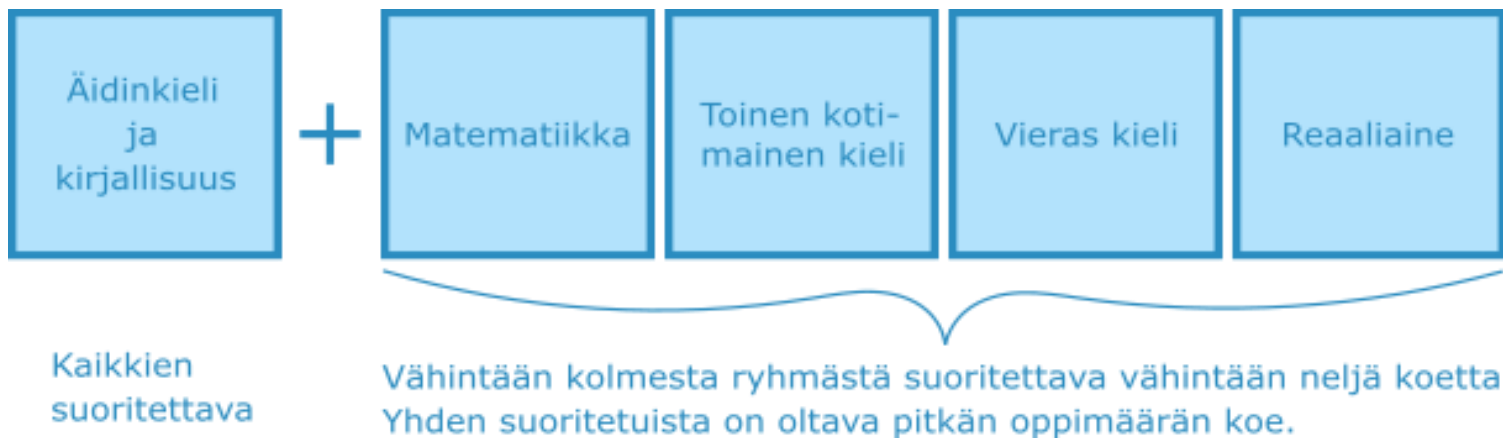 Äidinkieli
ja
kirjallisuus
+
Matematiikka
Toinen koti-
mainen kieli
Vieras kieli
Reaaliaine
Kaikkien
suoritettava
Vähintään kolmesta ryhmästä suoritettava vähintään neljä koetta
Yhden suoritetuista on oltava pitkän oppimäärän koe.